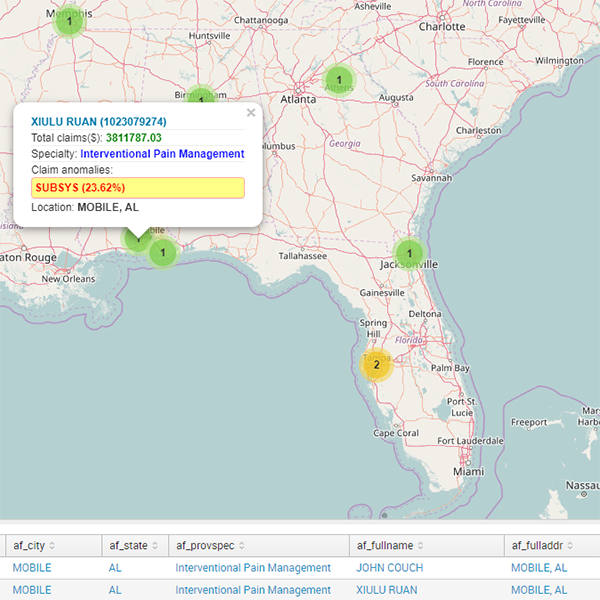 Memphis
1
Huntsville
Chattanooga
Asheville
North Carolina
Charlotte
Fayetteville
Florence
Wilmington
1
Athens
Birmingham
1
Atlanta
Augusta
South Carolina
Charleston
XIULU RUAN (1023079274)
Total claims($): 3811787.03
Specialty: Interventional Pain Management
Claim anomalies:
SUBSYS (23.62%)
Location: MOBILE, AL
×
Georgia
Savannah
1
1
Tallahassee
1
Jacksonville
New Orleans
Gainesville
Deltona
Spring
Hill
Florida
Tampa
2
Palm Bay
Port St.
Lucie
Cape Coral
Fort Lauderdale
Freeport
Miami
Nassau
af_city af_state af_provspec af_fullname af_fulladdr
MOBILE AL Interventional Pain Management JOHN COUCH MOBILE, AL
MOBILE AL Interventional Pain Management XIULU RUAN MOBILE, AL